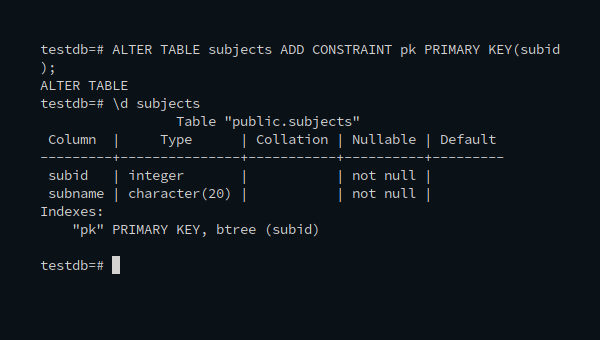 testdb=# ALTER TABLE subjects ADD CONSTRAINT pk PRIMARY KEY(subid
);
ALTER TABLE
testdb=# \d subjects
                 Table "public.subjects"
 Column  |     Type      | Collation | Nullable | Default
---------+---------------+-----------+----------+---------
 subid   | integer       |           | not null |
 subname | character(20) |           | not null |
Indexes:
    "pk" PRIMARY KEY, btree (subid)
testdb=#